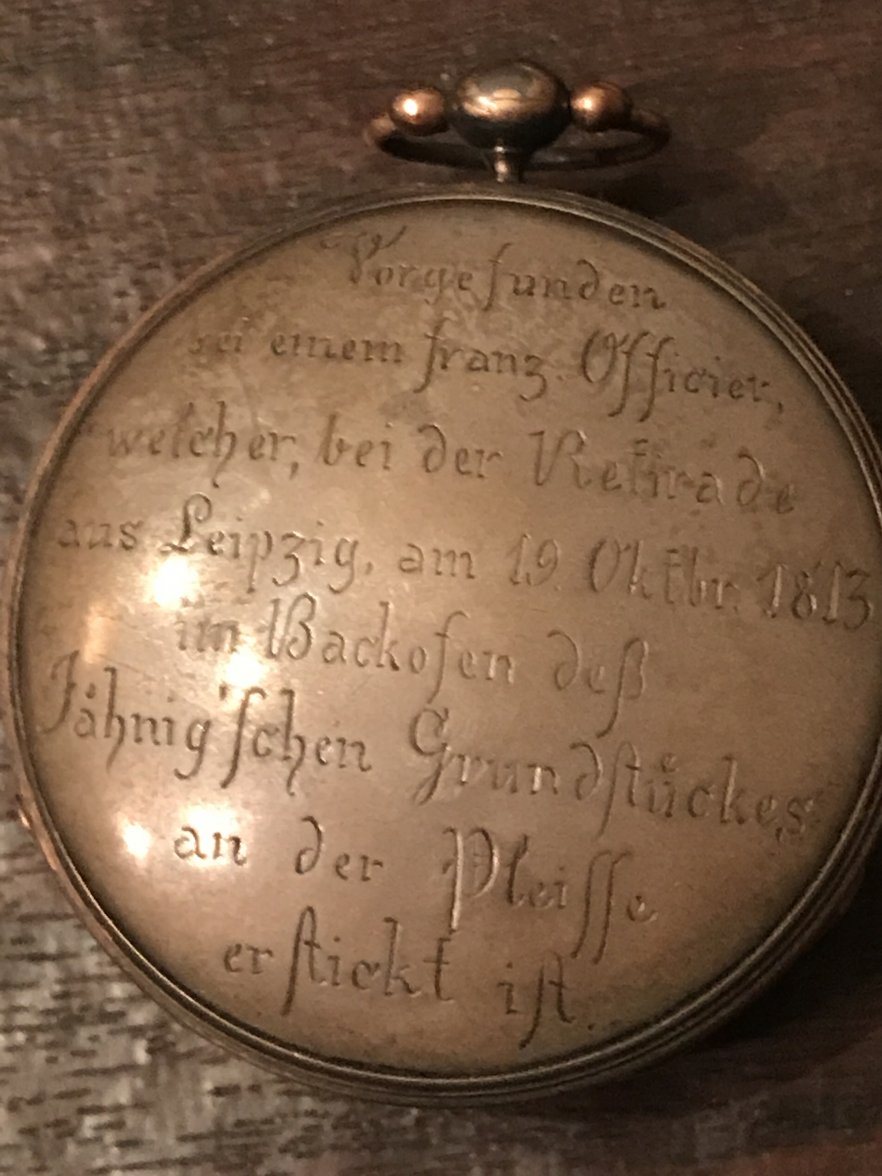 Vorgefunden
bei einem franz. Officier,
welcher, bei der Retirade
aus Leipzig, am 19. Oktbr. 1813
im Backofen deß
Jähnig'schen Grundstückes
an der Pleisse
erstickt ist.